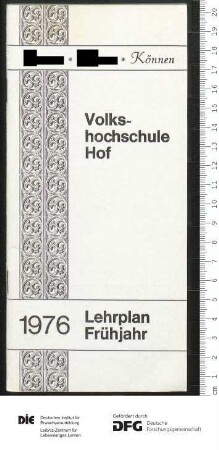 • • Können
Volks-
hochschule
Hof
1976 Lehrplan
Frühjahr
DIE Deutsches Institut für
Erwachsenenbildung
Leibniz-Zentrum für
Lebenslanges Lernen
Gefördert durch
DFG Deutsche
Forschungsgemeinschaft